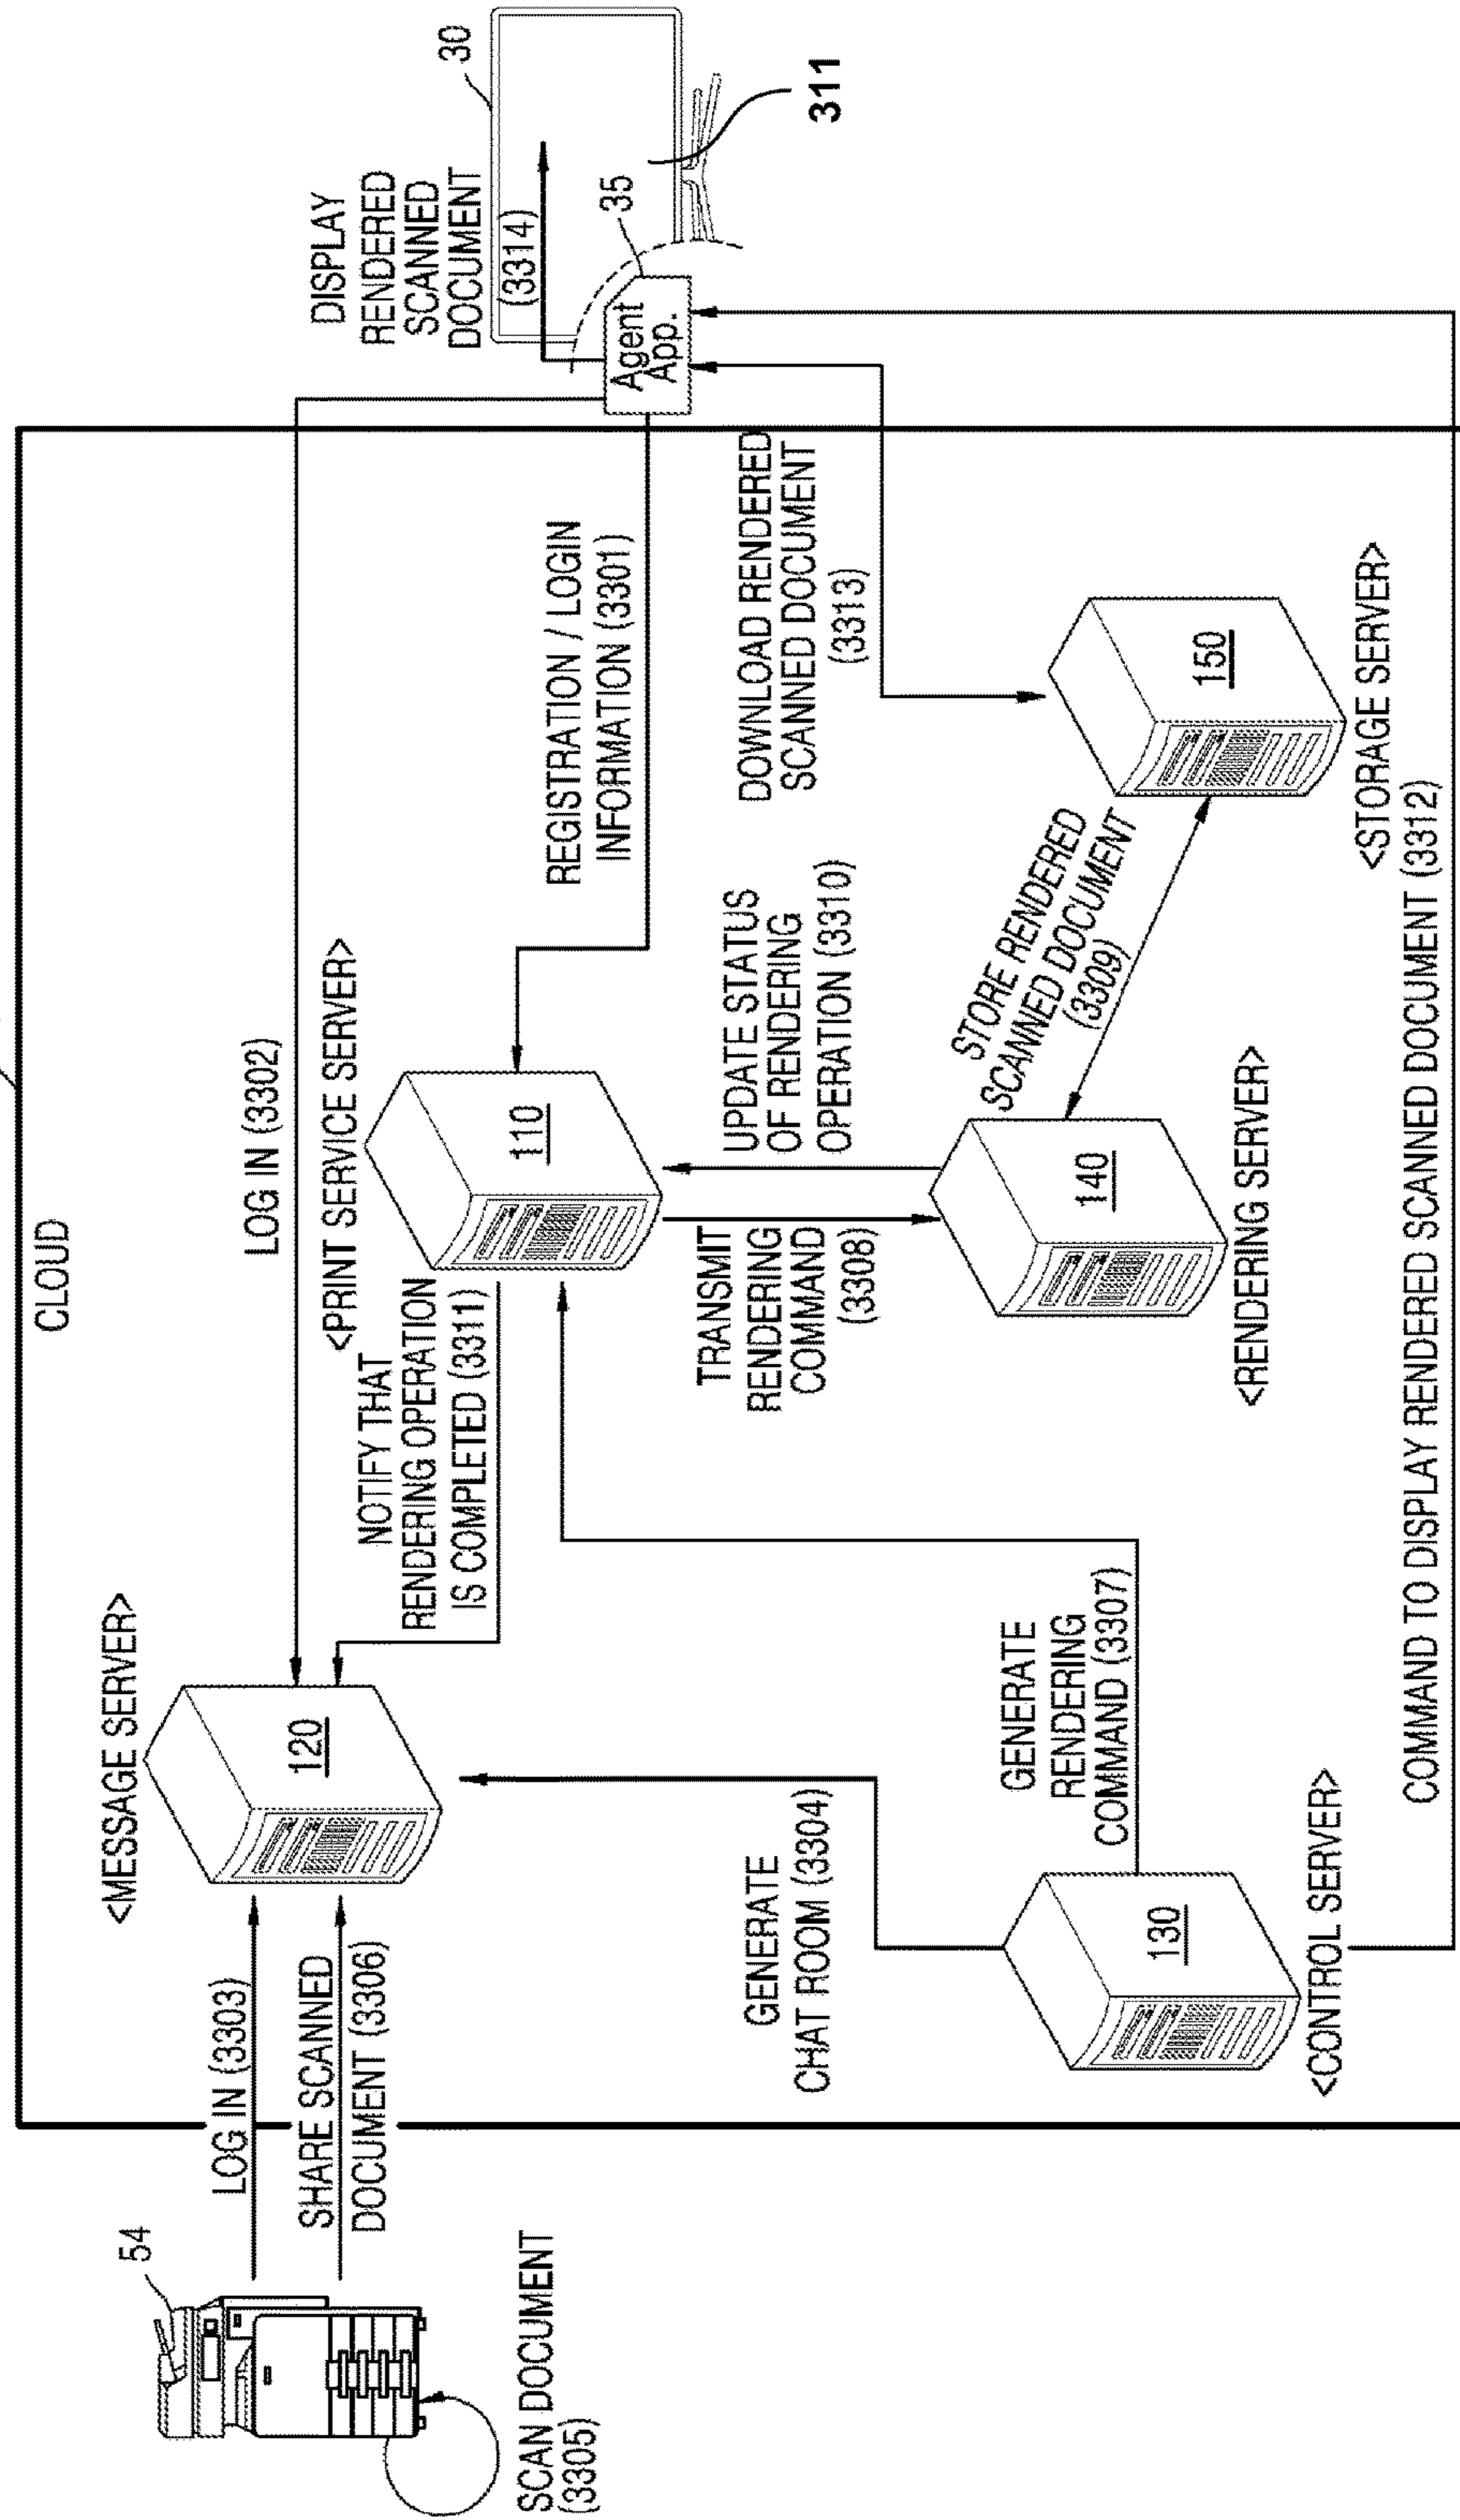 CLOUD
<MESSAGE SERVER>
120
LOG IN (3302)
<PRINT SERVICE SERVER>
110
NOTIFY THAT
RENDERING OPERATION
IS COMPLETED (3311)
54
LOG IN (3303)
SHARE SCANNED
DOCUMENT (3306)
SCAN DOCUMENT
(3305)
REGISTRATION / LOGIN
INFORMATION (3301)
DISPLAY
RENDERED
SCANNED
DOCUMENT
(3314)
30
35
311
Agent
App.
GENERATE
CHAT ROOM (3304)
GENERATE
RENDERING
COMMAND (3307)
TRANSMIT
RENDERING
COMMAND
(3308)
UPDATE STATUS
OF RENDERING
OPERATION (3310)
DOWNLOAD RENDERED
SCANNED DOCUMENT
(3313)
STORE RENDERED
SCANNED DOCUMENT
(3309)
130
<CONTROL SERVER>
140
<RENDERING SERVER>
150
<STORAGE SERVER>
COMMAND TO DISPLAY RENDERED SCANNED DOCUMENT (3312)